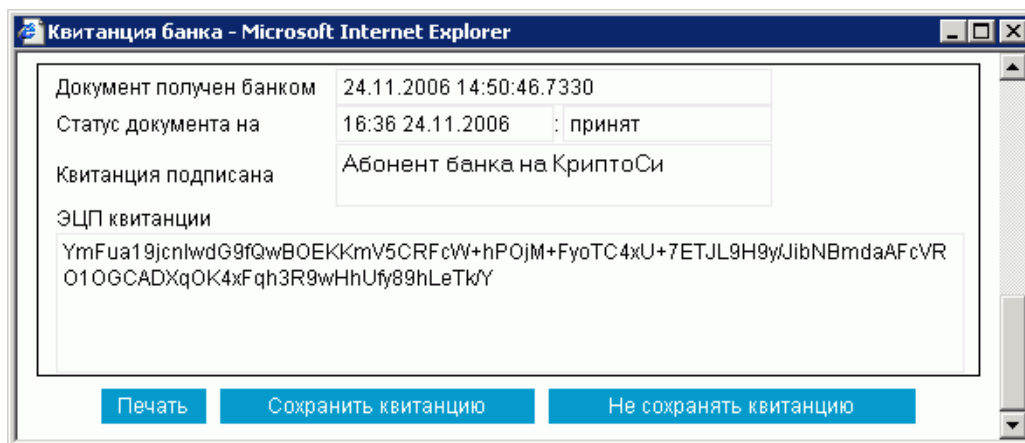 Квитанция банка - Microsoft Internet Explorer
Документ получен банком 24.11.2006 14:50:46.7330
Статус документа на 16:36 24.11.2006 : принят
Квитанция подписана Абонент банка на КриптоСи
ЭЦП квитанции
YmFua19jcnlwdG9fQwBOEKKmV5CRFcW+hPOjM+FyoTC4xU+7ETJL9H9y/JibNBmdaAFcVR
O1OGCADXqOK4xFqh3R9wHhUfy89hLeTk/Y
Печать Сохранить квитанцию Не сохранять квитанцию